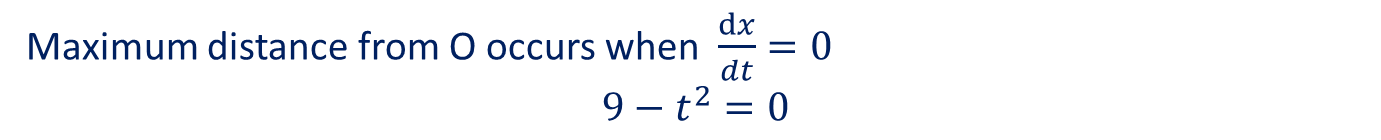 Maximum distance from O occurs when dx/dt = 0
9 − t² = 0